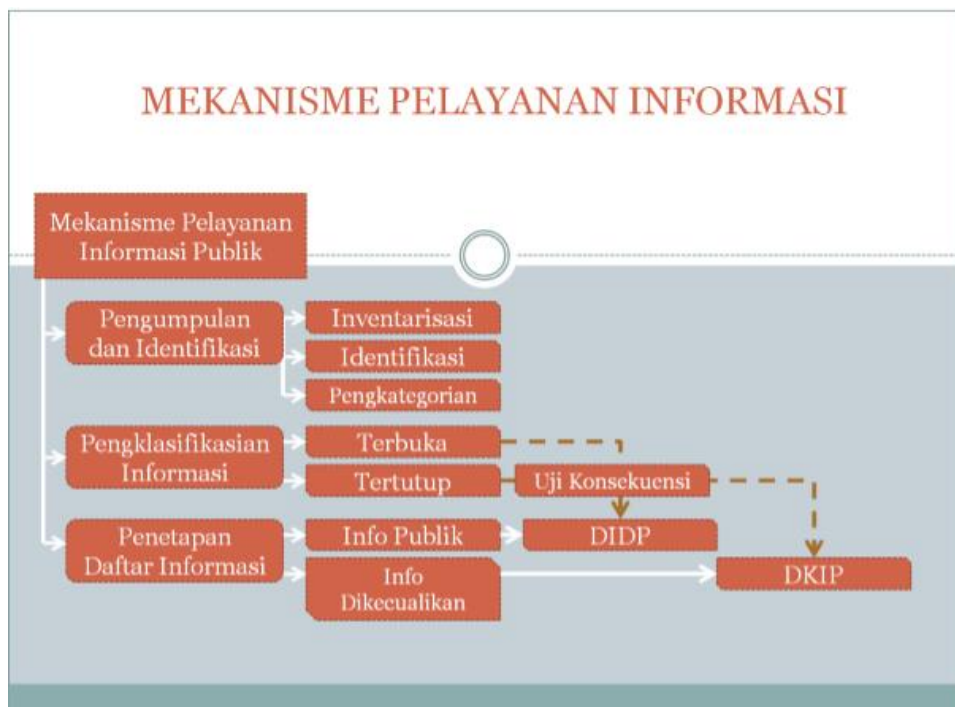 MEKANISME PELAYANAN INFORMASI
Mekanisme Pelayanan
Informasi Publik
Pengumpulan
dan Identifikasi
Inventarisasi
Identifikasi
Pengkategorian
Pengklasifikasian
Informasi
Terbuka
Tertutup
Uji Konsekuensi
Penetapan
Daftar Informasi
Info Publik
DIDP
Info
Dikecualikan
DKIP